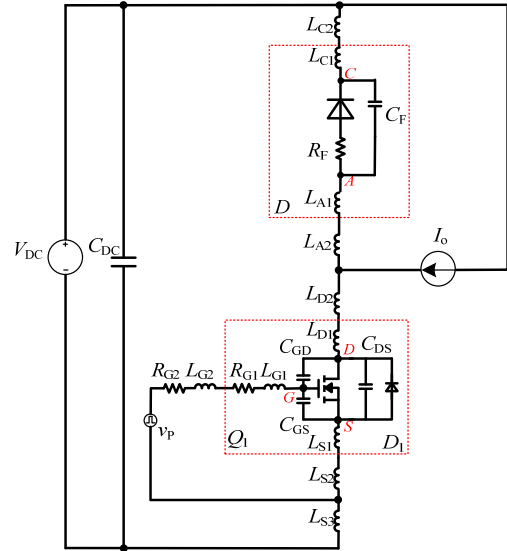 L_C2
L_C1
C
C_F
R_F
A
L_A1
D
L_A2
V_DC
+
−
C_DC
I_o
L_D2
L_D1
C_GD
D
C_DS
R_G2
L_G2
R_G1
L_G1
G
v_P
C_GS
S
Q_1
L_S1
D_1
L_S2
L_S3